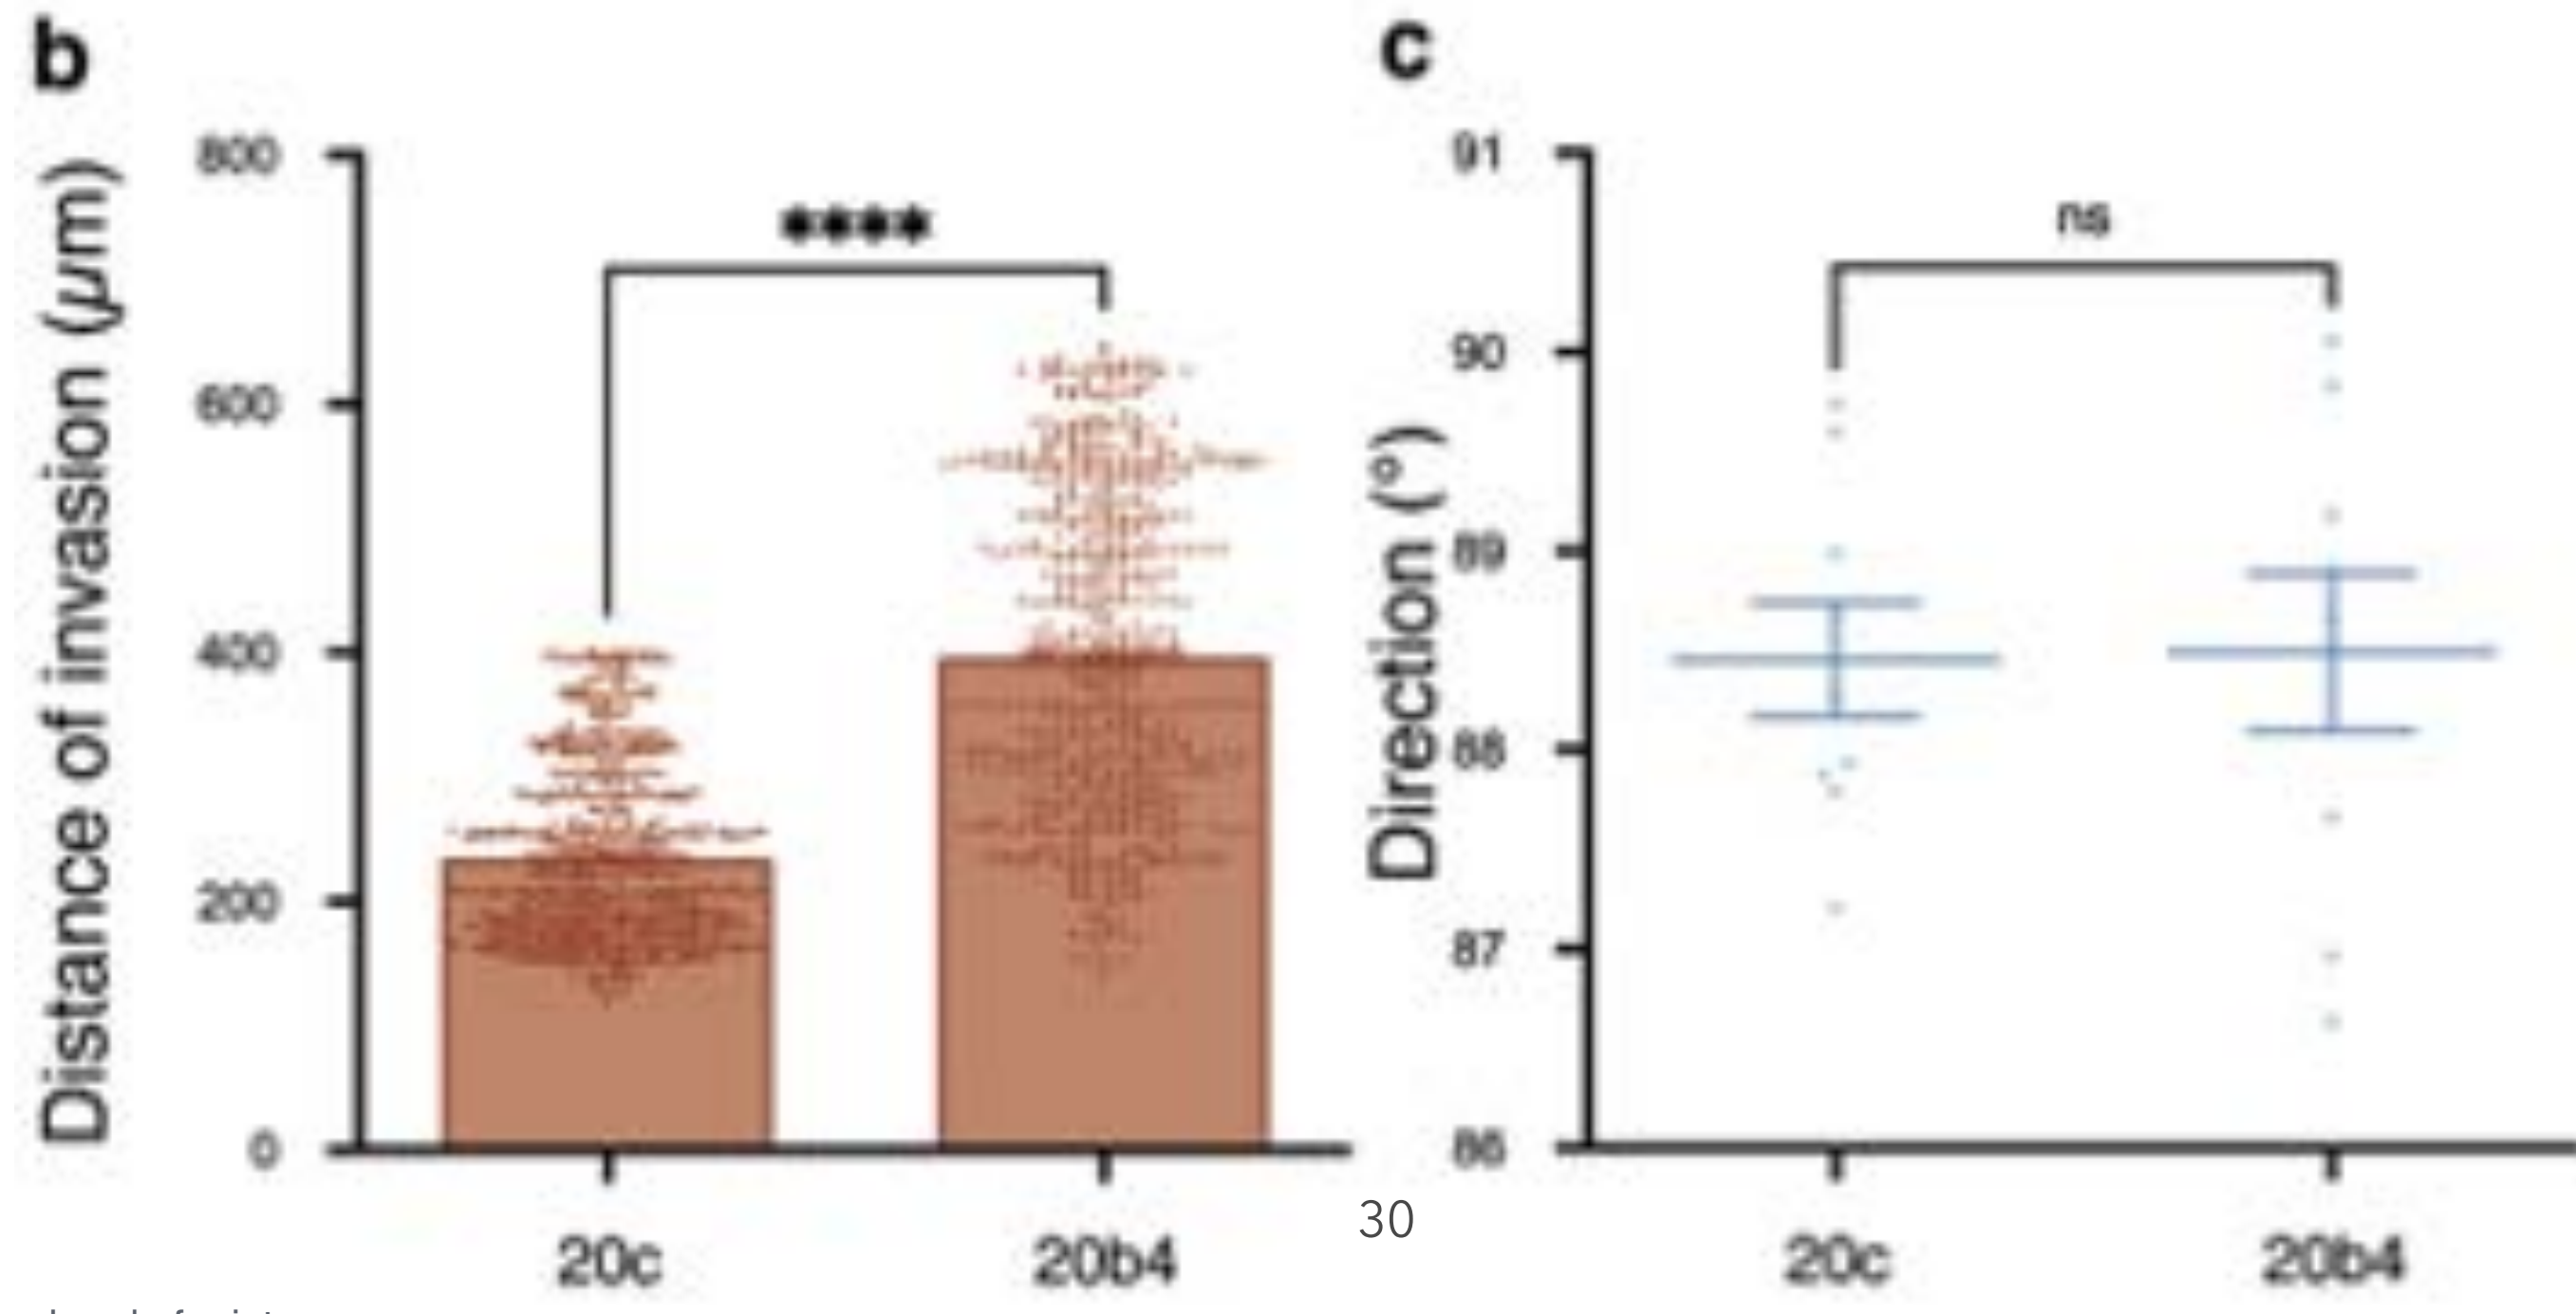 b
Distance of invasion (µm)
800
600
400
200
0
****
20c
20b4
c
Direction (°)
91
90
89
88
87
86
ns
20c
20b4
30